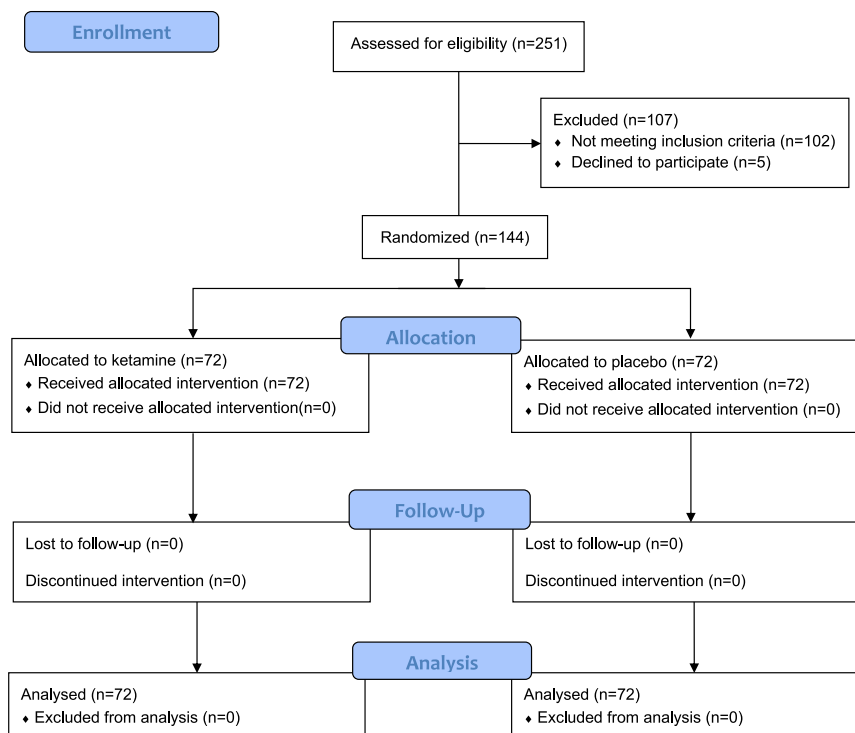 Enrollment
Assessed for eligibility (n=251)
Excluded (n=107)
♦ Not meeting inclusion criteria (n=102)
♦ Declined to participate (n=5)
Randomized (n=144)
Allocation
Allocated to ketamine (n=72)
♦ Received allocated intervention (n=72)
♦ Did not receive allocated intervention(n=0)
Allocated to placebo (n=72)
♦ Received allocated intervention (n=72)
♦ Did not receive allocated intervention (n=0)
Follow-Up
Lost to follow-up (n=0)
Discontinued intervention (n=0)
Lost to follow-up (n=0)
Discontinued intervention (n=0)
Analysis
Analysed (n=72)
♦ Excluded from analysis (n=0)
Analysed (n=72)
♦ Excluded from analysis (n=0)